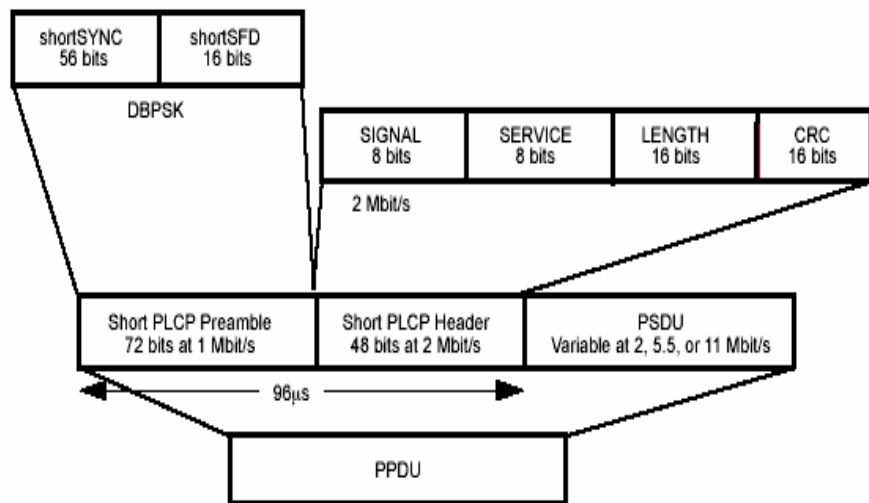 shortSYNC
56 bits
shortSFD
16 bits
DBPSK
SIGNAL
8 bits
SERVICE
8 bits
LENGTH
16 bits
CRC
16 bits
2 Mbit/s
Short PLCP Preamble
72 bits at 1 Mbit/s
Short PLCP Header
48 bits at 2 Mbit/s
PSDU
Variable at 2, 5.5, or 11 Mbit/s
96μs
PPDU